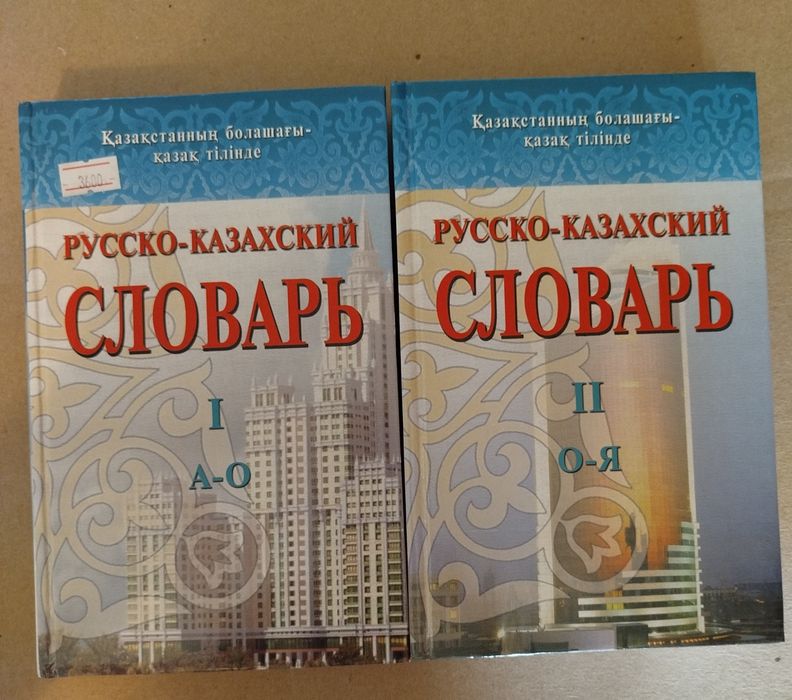 Қазақстанның болашағы-
қазақ тілінде
3600
РУССКО-КАЗАХСКИЙ
СЛОВАРЬ
I
А-О
Қазақстанның болашағы-
қазақ тілінде
РУССКО-КАЗАХСКИЙ
СЛОВАРЬ
II
О-Я